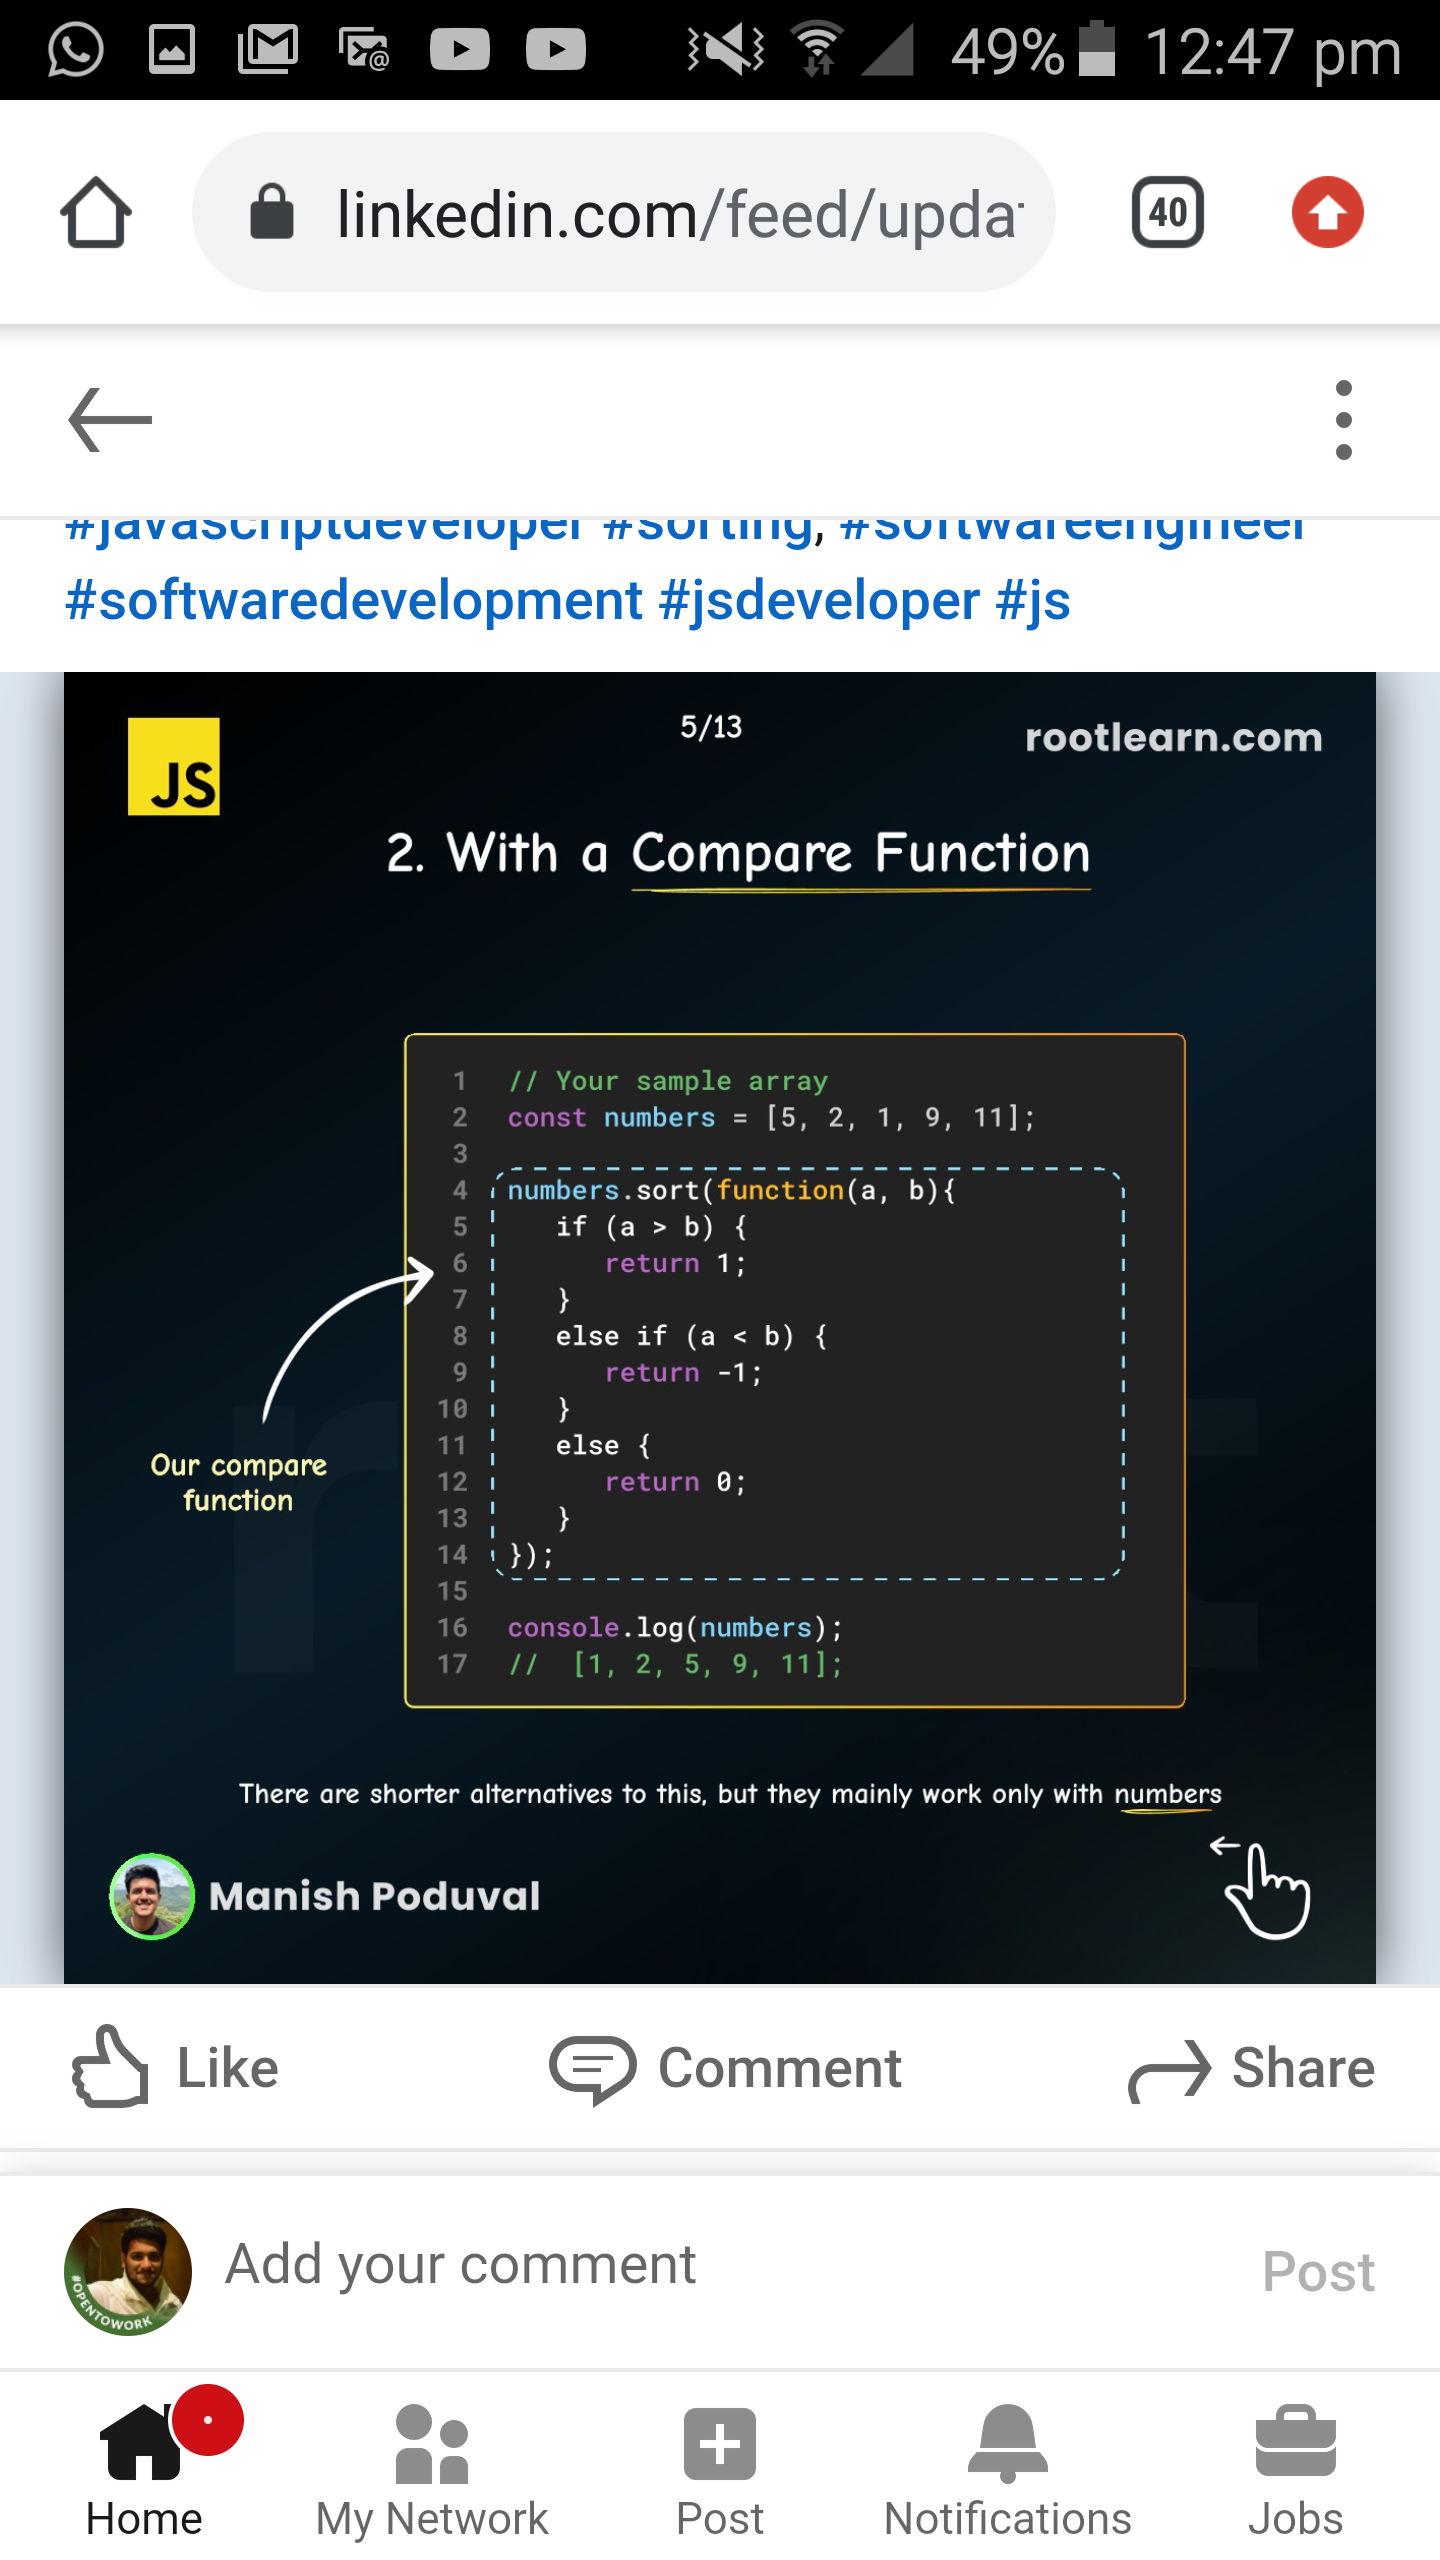 49% 12:47 pm
linkedin.com/feed/upda
40
#javascriptdeveloper #sorting, #softwareengineer
#softwaredevelopment #jsdeveloper #js
JS
5/13
rootlearn.com
2. With a Compare Function
1 // Your sample array
2 const numbers = [5, 2, 1, 9, 11];
3
4 numbers.sort(function(a, b){
5 if (a > b) {
6 return 1;
7 }
8 else if (a < b) {
9 return -1;
10 }
11 else {
12 return 0;
13 }
14 });
15
16 console.log(numbers);
17 // [1, 2, 5, 9, 11];
Our compare
function
There are shorter alternatives to this, but they mainly work only with numbers
Manish Poduval
Like Comment Share
#OPENTOWORK
Add your comment
Post
Home My Network Post Notifications Jobs